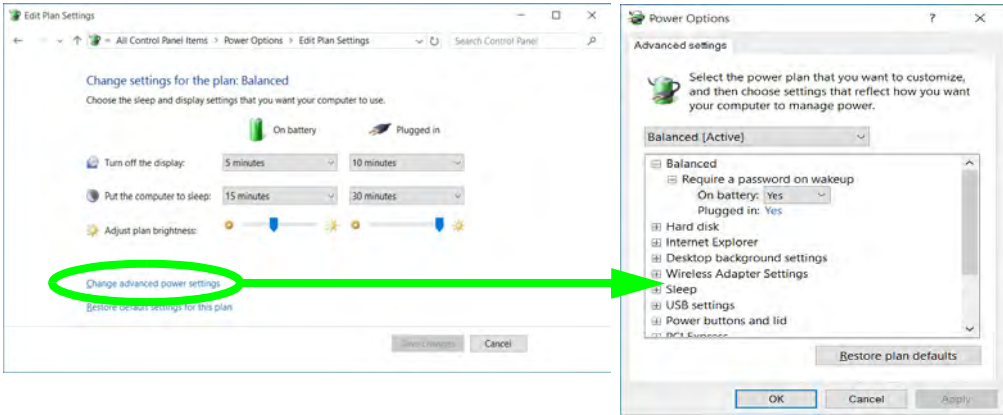 Edit Plan Settings
« All Control Panel Items > Power Options > Edit Plan Settings
Search Control Panel
Change settings for the plan: Balanced
Choose the sleep and display settings that you want your computer to use.
On battery
Plugged in
Turn off the display:
5 minutes
10 minutes
Put the computer to sleep:
15 minutes
30 minutes
Adjust plan brightness:
Change advanced power settings
Restore default settings for this plan
Save changes
Cancel
Power Options
?
Advanced settings
Select the power plan that you want to customize,
and then choose settings that reflect how you want
your computer to manage power.
Balanced [Active]
Balanced
Require a password on wakeup
On battery: Yes
Plugged in: Yes
Hard disk
Internet Explorer
Desktop background settings
Wireless Adapter Settings
Sleep
USB settings
Power buttons and lid
PCI Express
Restore plan defaults
OK
Cancel
Apply